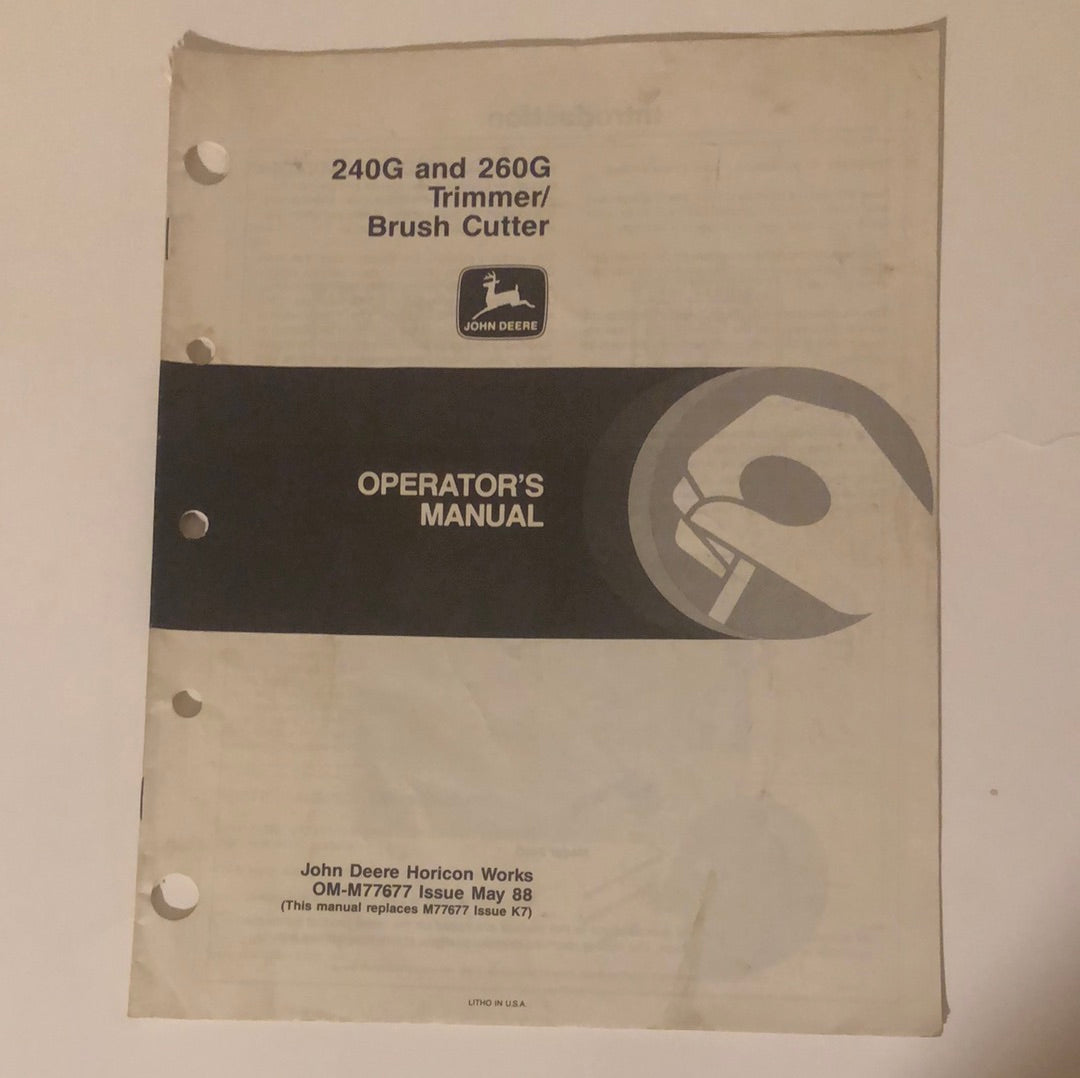 Introduction
240G and 260G
Trimmer/
Brush Cutter
JOHN DEERE
OPERATOR'S
MANUAL
John Deere Horicon Works
OM-M77677 Issue May 88
(This manual replaces M77677 Issue K7)
LITHO IN U.S.A.